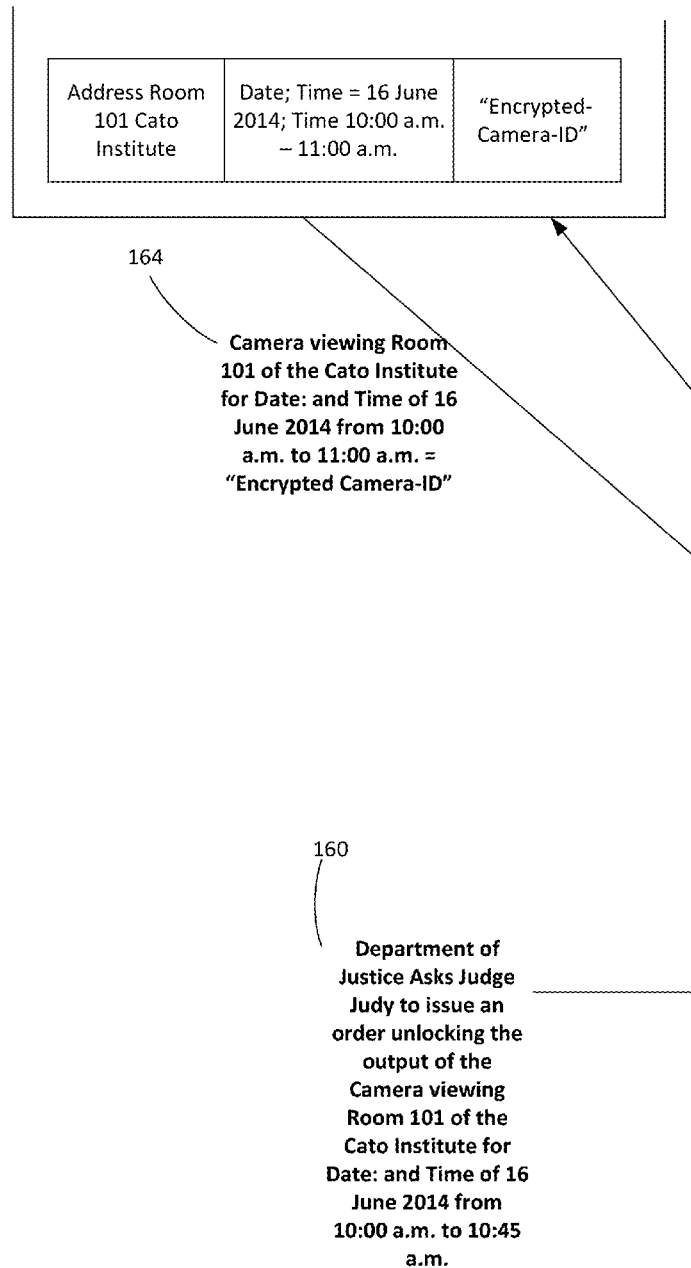 Address Room
101 Cato
Institute
Date; Time = 16 June
2014; Time 10:00 a.m.
– 11:00 a.m.
“Encrypted-
Camera-ID”
164
Camera viewing Room
101 of the Cato Institute
for Date: and Time of 16
June 2014 from 10:00
a.m. to 11:00 a.m. =
“Encrypted Camera-ID”
160
Department of
Justice Asks Judge
Judy to issue an
order unlocking the
output of the
Camera viewing
Room 101 of the
Cato Institute for
Date: and Time of 16
June 2014 from
10:00 a.m. to 10:45
a.m.